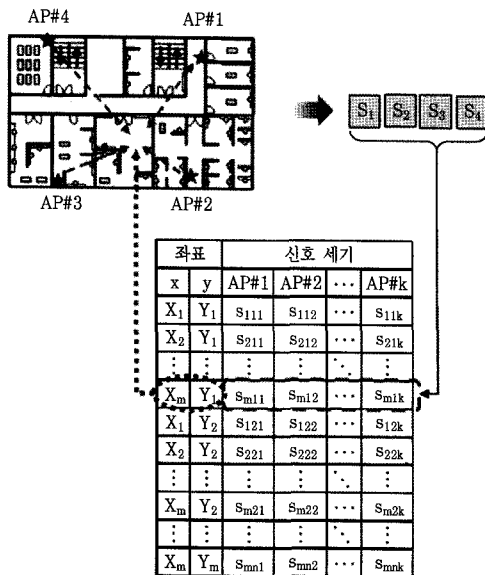 AP#4
AP#1
S₁ S₂ S₃ S₄
AP#3
AP#2
좌표 신호 세기
x y AP#1 AP#2 ⋯ AP#k
X₁ Y₁ s₁₁₁ s₁₁₂ ⋯ s₁₁ₖ
X₂ Y₁ s₂₁₁ s₂₁₂ ⋯ s₂₁ₖ
⋮ ⋮ ⋮ ⋮ ⋱ ⋮
Xₘ Y₁ sₘ₁₁ sₘ₁₂ ⋯ sₘ₁ₖ
X₁ Y₂ s₁₂₁ s₁₂₂ ⋯ s₁₂ₖ
X₂ Y₂ s₂₂₁ s₂₂₂ ⋯ s₂₂ₖ
⋮ ⋮ ⋮ ⋮ ⋱ ⋮
Xₘ Y₂ sₘ₂₁ sₘ₂₂ ⋯ sₘ₂ₖ
⋮ ⋮ ⋮ ⋮ ⋱ ⋮
Xₘ Yₘ sₘₙ₁ sₘₙ₂ ⋯ sₘₙₖ